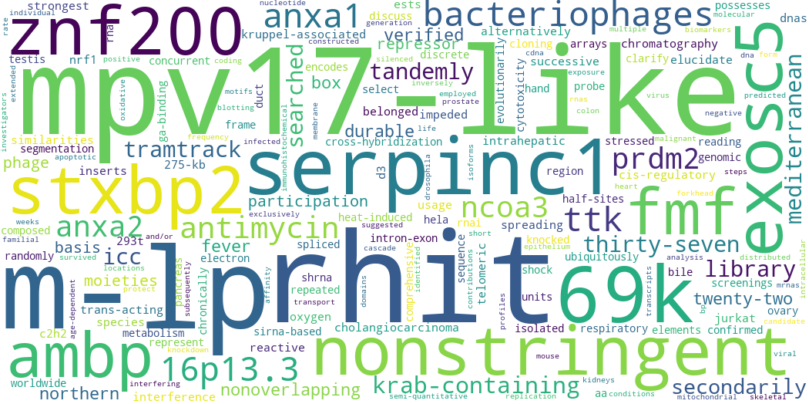 znf200
mpv17-like
m-lprhit
serpinc1
nonstringent
stxbp2
69k
exosc5
fmf
ambp
bacteriophages
anxa1
anxa2
antimycin
16p13.3
ttk
ncoa3
prdm2
icc
krab-containing
thirty-seven
twenty-two
library
secondarily
mediterranean
tandemly
tramtrack
durable
searched
verified
repressor
participation
moieties
fever
basis
northern
phage
box
nonoverlapping
interference
strongest
kruppel-associated
alternatively
arrays
chromatography
possesses
dnas
ests
discrete
cloning
cdna
multiple
molecular
nucleotide
generation
constructed
biomarkers
testis
nrf1
concurrent
encodes
select
successive
elucidate
clarify
silenced
exposure
dna
form
rate
individual
coding
positive
extended
motifs
oxidative
investigators
ga-binding
duct
belonged
impeded
hand
probe
evolutionarily
cytotoxicity
inversely
employed
prostate
virus
rnas
colon
predicted
negative
similarities
frame
blotting
membrane
life
segmentation
apoptotic
frequency
infected
immunohistochemical
cross-hybridization
intrahepatic
region
stressed
reading
genomic
malignant
275-kb
inserts
d3
drosophila
isoforms
half-sites
cis-regulatory
heart
forkhead
steps
composed
weeks
familial
exclusively
heat-induced
usage
hela
rnai
spreading
short
epithelium
suggested
spliced
intron-exon
knocked
ubiquitously
analysis
distributed
intracellular
survived
and/or
293t
cascade
electron
randomly
locations
protect
age-dependent
subsequently
pancreas
chronically
shrna
repeated
transport
affinity
domains
comprehensive
identified
contributions
sequence
telomeric
shock
units
profiles
screenings
transcripts
bile
bp
mrnas
trans-acting
species
sirna-based
oxygen
cholangiocarcinoma
isolated
respiratory
elements
confirmed
jurkat
ovary
candidate
c2h2
metabolism
represent
knockdown
reactive
mouse
viral
worldwide
interfering
semi-quantitative
replication
kidneys
aa
conditions
mitochondrial
skeletal